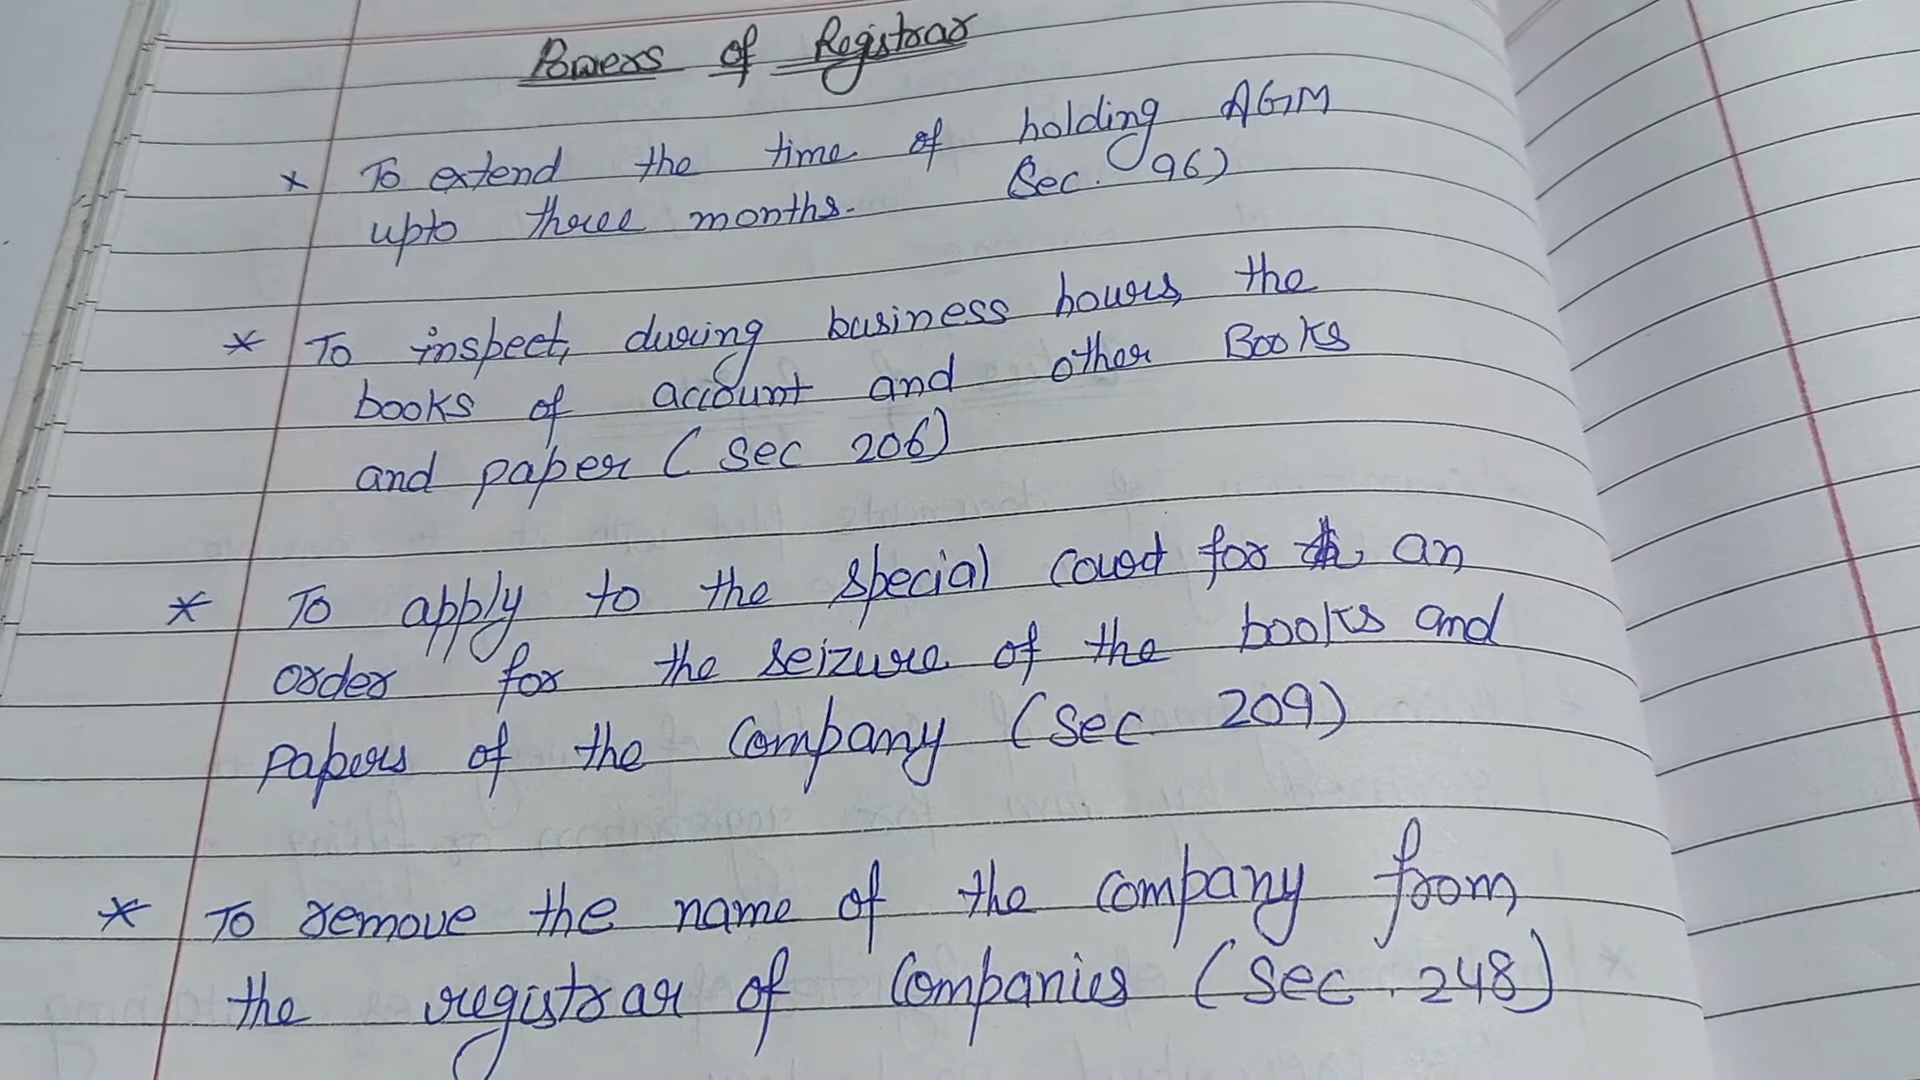 Powers of Registrar
* To extend the time of holding AGM
upto three months. (Sec. 96)
* To inspect, during business hours, the
books of account and other Books
and paper (Sec 206)
* To apply to the special court for an
order for the seizure of the books and
papers of the company (Sec 209)
* To remove the name of the company from
the registrar of Companies (Sec. 248)